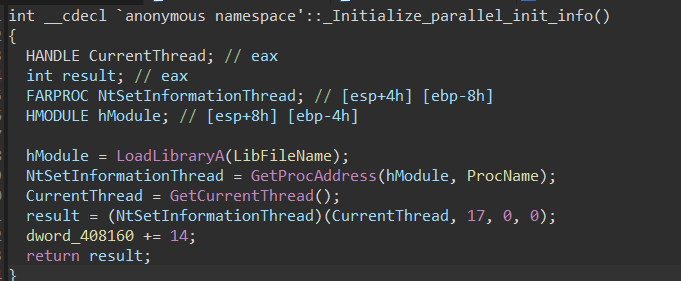 int __cdecl `anonymous namespace'::_Initialize_parallel_init_info()
{
  HANDLE CurrentThread; // eax
  int result; // eax
  FARPROC NtSetInformationThread; // [esp+4h] [ebp-8h]
  HMODULE hModule; // [esp+8h] [ebp-4h]

  hModule = LoadLibraryA(LibFileName);
  NtSetInformationThread = GetProcAddress(hModule, ProcName);
  CurrentThread = GetCurrentThread();
  result = (NtSetInformationThread)(CurrentThread, 17, 0, 0);
  dword_408160 += 14;
  return result;
}